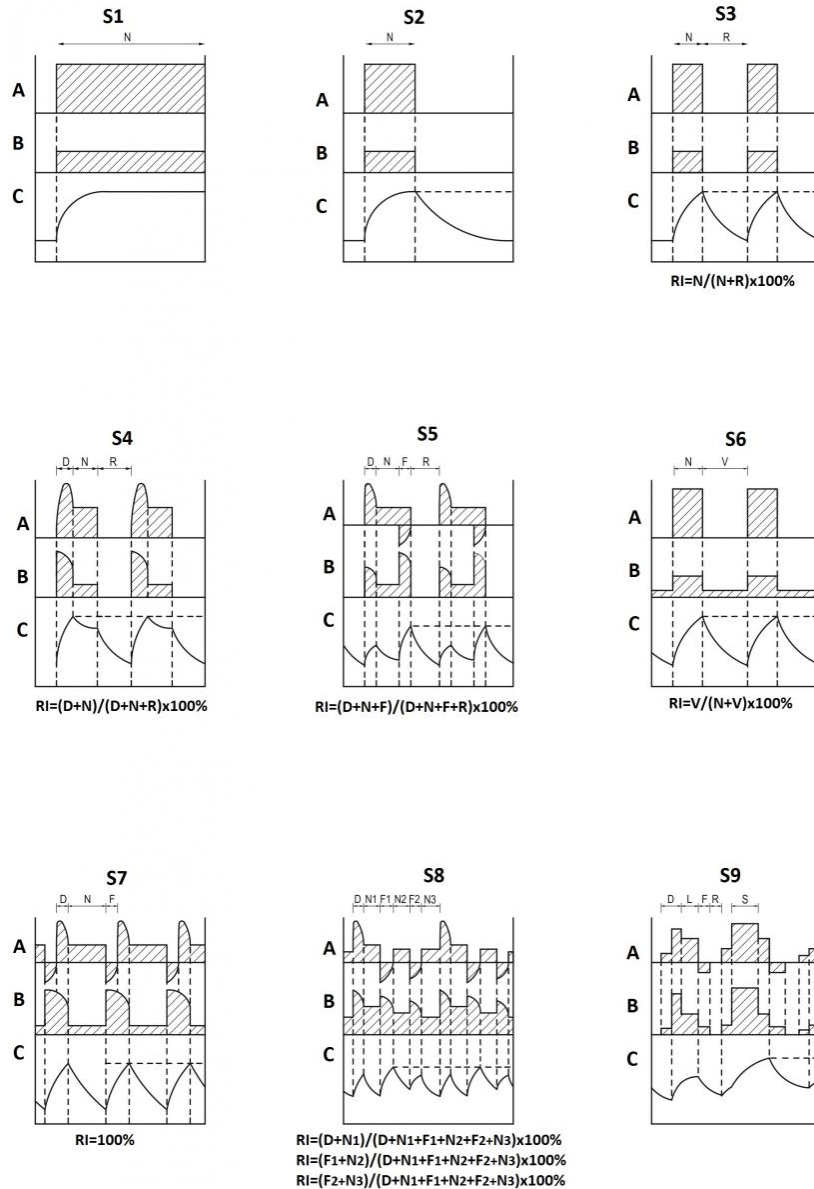 S1
N
A
B
C
S2
N
A
B
C
S3
N R
A
B
C
RI=N/(N+R)x100%
S4
D N R
A
B
C
RI=(D+N)/(D+N+R)x100%
S5
D N F R
A
B
C
RI=(D+N+F)/(D+N+F+R)x100%
S6
N V
A
B
C
RI=V/(N+V)x100%
S7
D N F
A
B
C
RI=100%
S8
D N1 F1 N2 F2 N3
A
B
C
RI=(D+N1)/(D+N1+F1+N2+F2+N3)x100%
RI=(F1+N2)/(D+N1+F1+N2+F2+N3)x100%
RI=(F2+N3)/(D+N1+F1+N2+F2+N3)x100%
S9
D L F R S
A
B
C